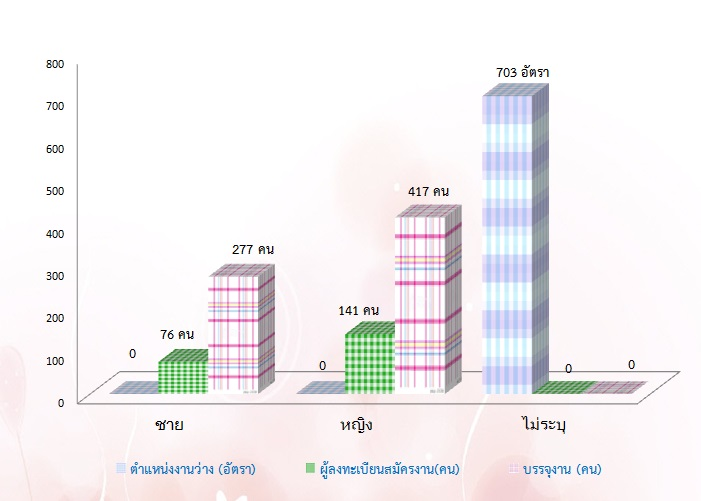 800
700
600
500
400
300
200
100
0
0
76 คน
277 คน
0
141 คน
417 คน
703 อัตรา
0
0
ชาย
หญิง
ไม่ระบุ
ตำแหน่งงานว่าง (อัตรา)
ผู้ลงทะเบียนสมัครงาน(คน)
บรรจุงาน (คน)